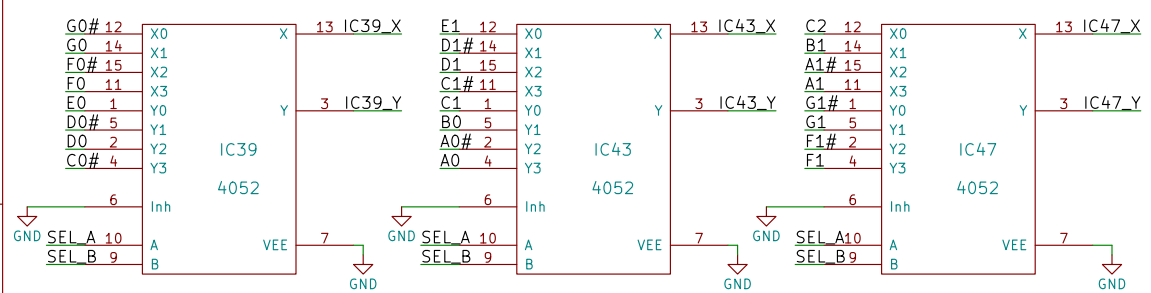 G0# 12 X0 X 13 IC39_X
G0 14 X1
F0# 15 X2
F0 11 X3
E0 1 Y0 Y 3 IC39_Y
D0# 5 Y1
D0 2 Y2 IC39
C0# 4 Y3
4052
6 Inh
GND
SEL_A 10 A VEE 7
SEL_B 9 B
GND
E1 12 X0 X 13 IC43_X
D1# 14 X1
D1 15 X2
C1# 11 X3
C1 1 Y0 Y 3 IC43_Y
B0 5 Y1
A0# 2 Y2 IC43
A0 4 Y3
4052
6 Inh
GND
SEL_A 10 A VEE 7
SEL_B 9 B
GND
C2 12 X0 X 13 IC47_X
B1 14 X1
A1# 15 X2
A1 11 X3
G1# 1 Y0 Y 3 IC47_Y
G1 5 Y1
F1# 2 Y2 IC47
F1 4 Y3
4052
6 Inh
GND
SEL_A 10 A VEE 7
SEL_B 9 B
GND